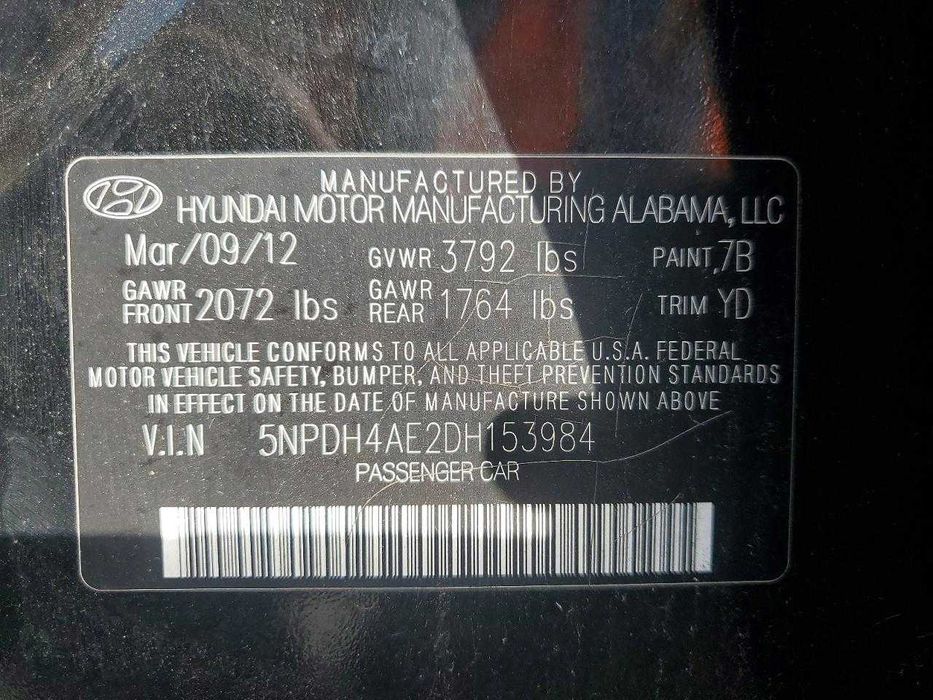 MANUFACTURED BY
HYUNDAI MOTOR MANUFACTURING ALABAMA, LLC
Mar/09/12 GVWR 3792 lbs PAINT 7B
GAWR FRONT 2072 lbs GAWR REAR 1764 lbs TRIM YD
THIS VEHICLE CONFORMS TO ALL APPLICABLE U.S.A. FEDERAL
MOTOR VEHICLE SAFETY, BUMPER, AND THEFT PREVENTION STANDARDS
IN EFFECT ON THE DATE OF MANUFACTURE SHOWN ABOVE
V.I.N 5NPDH4AE2DH153984
PASSENGER CAR